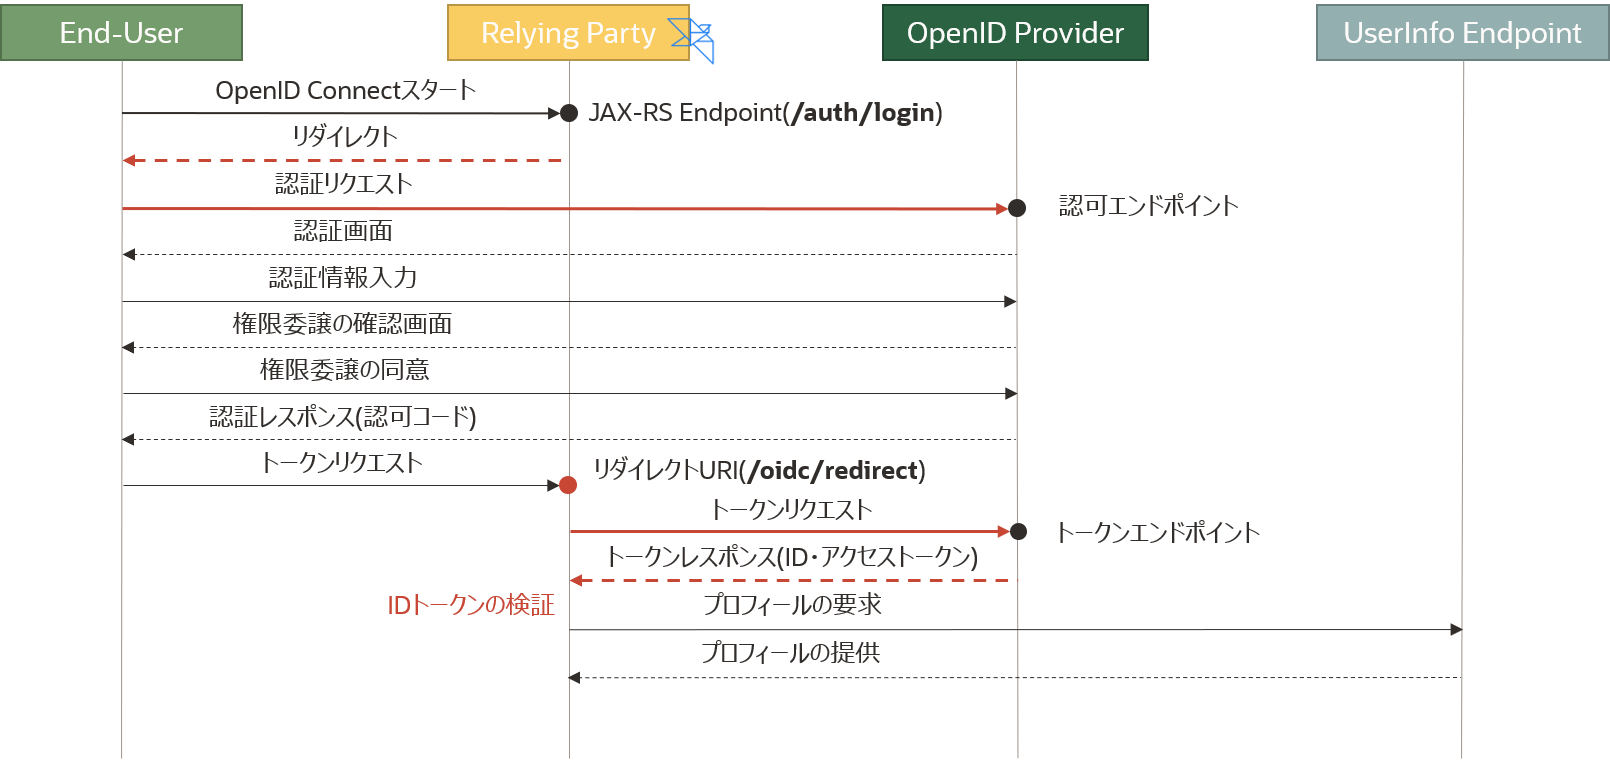 End-User
Relying Party
OpenID Provider
UserInfo Endpoint
OpenID Connectスタート
JAX-RS Endpoint(/auth/login)
リダイレクト
認証リクエスト
認可エンドポイント
認証画面
認証情報入力
権限委譲の確認画面
権限委譲の同意
認証レスポンス(認可コード)
トークンリクエスト
リダイレクトURI(/oidc/redirect)
トークンリクエスト
トークンエンドポイント
トークンレスポンス(ID・アクセストークン)
IDトークンの検証
プロフィールの要求
プロフィールの提供